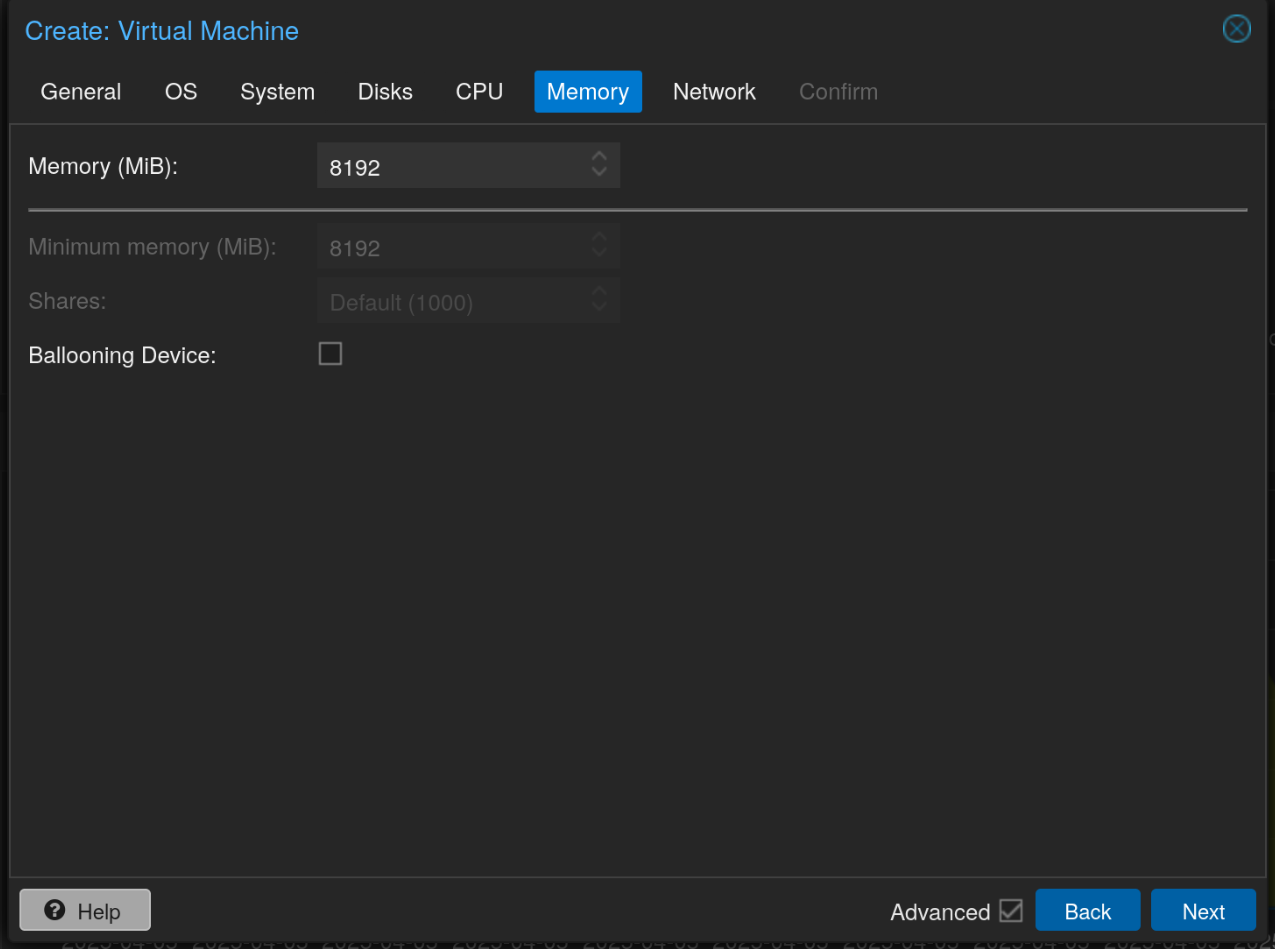 Create: Virtual Machine
General OS System Disks CPU Memory Network Confirm
Memory (MiB): 8192
Minimum memory (MiB): 8192
Shares: Default (1000)
Ballooning Device:
Help Advanced Back Next